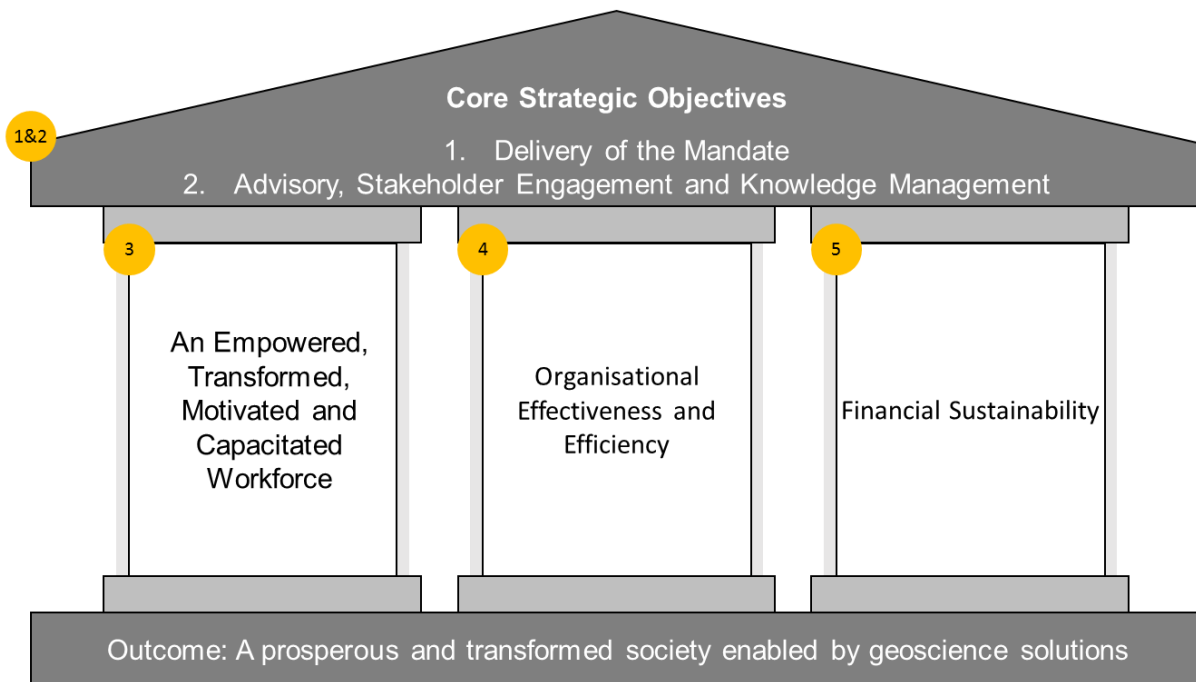 Core Strategic Objectives
1&2
1. Delivery of the Mandate
2. Advisory, Stakeholder Engagement and Knowledge Management
3
An Empowered,
Transformed,
Motivated and
Capacitated
Workforce
4
Organisational
Effectiveness and
Efficiency
5
Financial Sustainability
Outcome: A prosperous and transformed society enabled by geoscience solutions